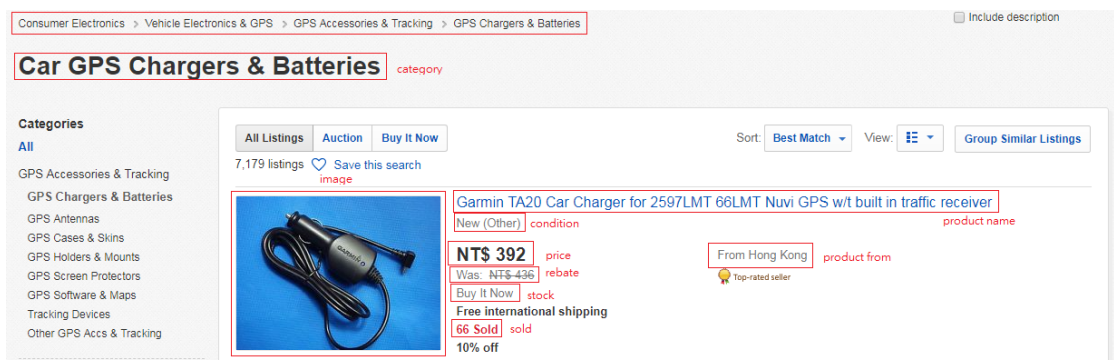 Consumer Electronics > Vehicle Electronics & GPS > GPS Accessories & Tracking > GPS Chargers & Batteries
Include description
Car GPS Chargers & Batteries
category
Categories
All
GPS Accessories & Tracking
GPS Chargers & Batteries
GPS Antennas
GPS Cases & Skins
GPS Holders & Mounts
GPS Screen Protectors
GPS Software & Maps
Tracking Devices
Other GPS Accs & Tracking
All Listings Auction Buy It Now
Sort: Best Match View: Group Similar Listings
7,179 listings Save this search
image
GARMIN
Garmin TA20 Car Charger for 2597LMT 66LMT Nuvi GPS w/t built in traffic receiver
product name
New (Other) condition
NT$ 392 price
From Hong Kong product from
Was: NT$ 436 rebate
Top-rated seller
Buy It Now stock
Free international shipping
66 Sold sold
10% off